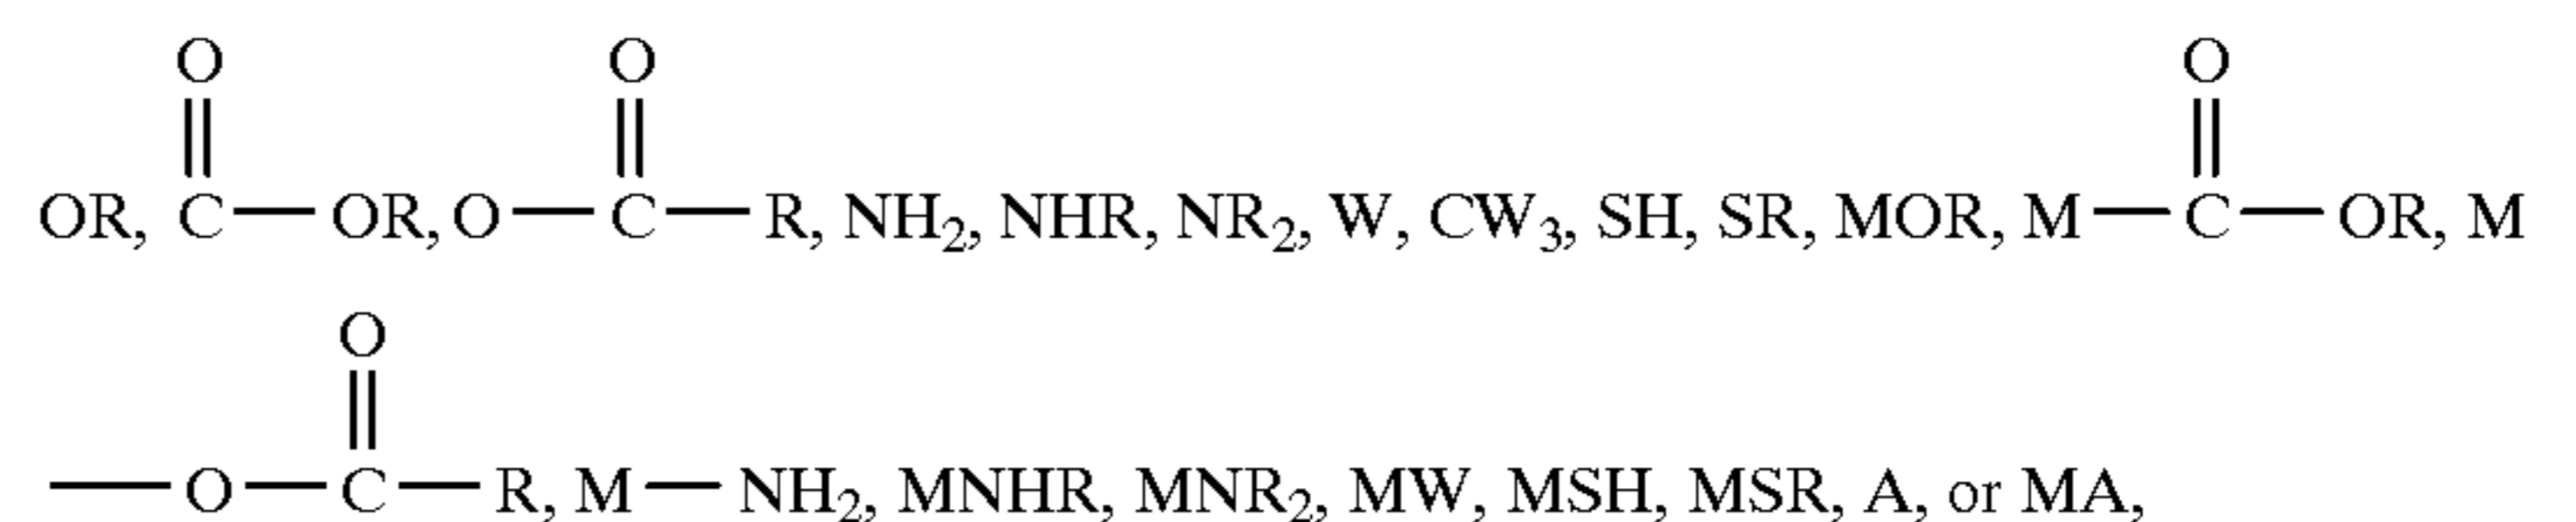 O O O
OR, C—OR, O—C—R, NH₂, NHR, NR₂, W, CW₃, SH, SR, MOR, M—C—OR, M
O
—O—C—R, M—NH₂, MNHR, MNR₂, MW, MSH, MSR, A, or MA,